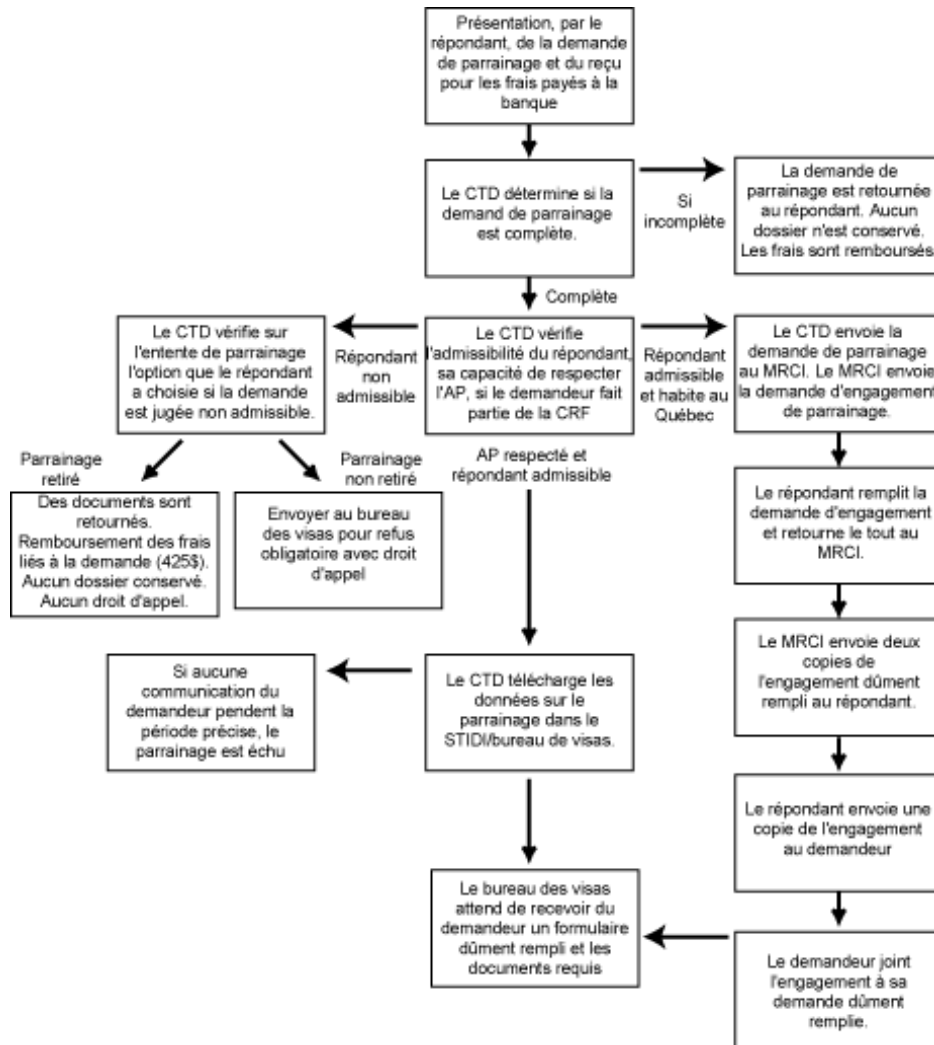 Présentation, par le
répondant, de la demande
de parrainage et du reçu
pour les frais payés à la
banque
Le CTD détermine si la
demand de parrainage
est complète.
Si
incomplète
La demande de
parrainage est retournée
au répondant. Aucun
dossier n'est conservé.
Les frais sont remboursés
Complète
Le CTD vérifie sur
l'entente de parrainage
l'option que le répondant
a choisie si la demande
est jugée non admissible.
Répondant
non
admissible
Le CTD vérifie
l'admissibilité du répondant,
sa capacité de respecter
l'AP, si le demandeur fait
partie de la CRF
Répondant
admissible
et habite au
Québec
Le CTD envoie la
demande de parrainage
au MRCI. Le MRCI envoie
la demande d'engagement
de parrainage.
Parrainage
retiré
Parrainage
non retiré
AP respecté et
répondant admissible
Des documents sont
retournés.
Remboursement des frais
liés à la demande (425$).
Aucun dossier conservé.
Aucun droit d'appel.
Envoyer au bureau
des visas pour refus
obligatoire avec droit
d'appel
Le répondant remplit la
demande d'engagement
et retourne le tout au
MRCI.
Si aucune
communication du
demandeur pendent la
période précise, le
parrainage est échu
Le CTD télécharge les
données sur le
parrainage dans le
STIDI/bureau de visas.
Le MRCI envoie deux
copies de
l'engagement dûment
rempli au répondant.
Le répondant envoie une
copie de l'engagement
au demandeur
Le bureau des visas
attend de recevoir du
demandeur un formulaire
dûment rempli et les
documents requis
Le demandeur joint
l'engagement à sa
demande dûment
remplie.